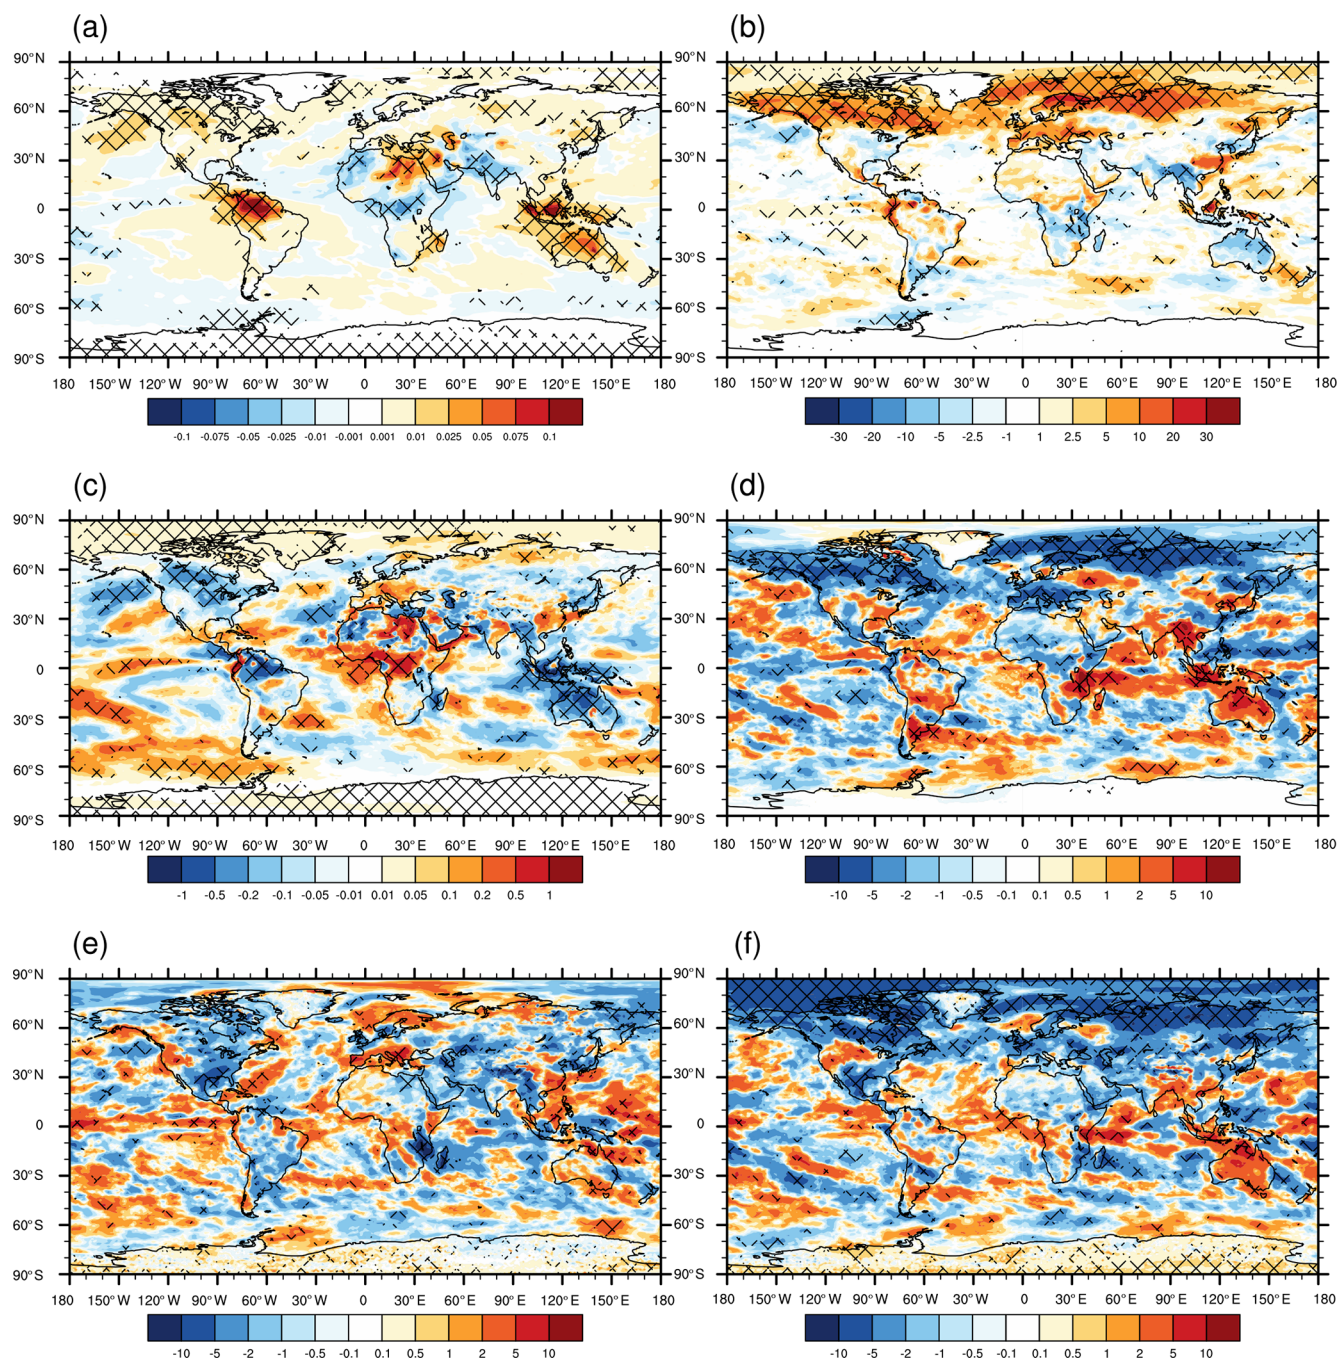 (a)
(b)
90°N
60°N
30°N
0
30°S
60°S
90°S
180 150°W 120°W 90°W 60°W 30°W 0 30°E 60°E 90°E 120°E 150°E 180
-0.1 -0.075 -0.05 -0.025 -0.01 -0.001 0.001 0.01 0.025 0.05 0.075 0.1
90°N
60°N
30°N
0
30°S
60°S
90°S
180 150°W 120°W 90°W 60°W 30°W 0 30°E 60°E 90°E 120°E 150°E 180
-30 -20 -10 -5 -2.5 -1 1 2.5 5 10 20 30
(c)
(d)
90°N
60°N
30°N
0
30°S
60°S
90°S
180 150°W 120°W 90°W 60°W 30°W 0 30°E 60°E 90°E 120°E 150°E 180
-1 -0.5 -0.2 -0.1 -0.05 -0.01 0.01 0.05 0.1 0.2 0.5 1
90°N
60°N
30°N
0
30°S
60°S
90°S
180 150°W 120°W 90°W 60°W 30°W 0 30°E 60°E 90°E 120°E 150°E 180
-10 -5 -2 -1 -0.5 -0.1 0.1 0.5 1 2 5 10
(e)
(f)
90°N
60°N
30°N
0
30°S
60°S
90°S
180 150°W 120°W 90°W 60°W 30°W 0 30°E 60°E 90°E 120°E 150°E 180
-10 -5 -2 -1 -0.5 -0.1 0.1 0.5 1 2 5 10
90°N
60°N
30°N
0
30°S
60°S
90°S
180 150°W 120°W 90°W 60°W 30°W 0 30°E 60°E 90°E 120°E 150°E 180
-10 -5 -2 -1 -0.5 -0.1 0.1 0.5 1 2 5 10